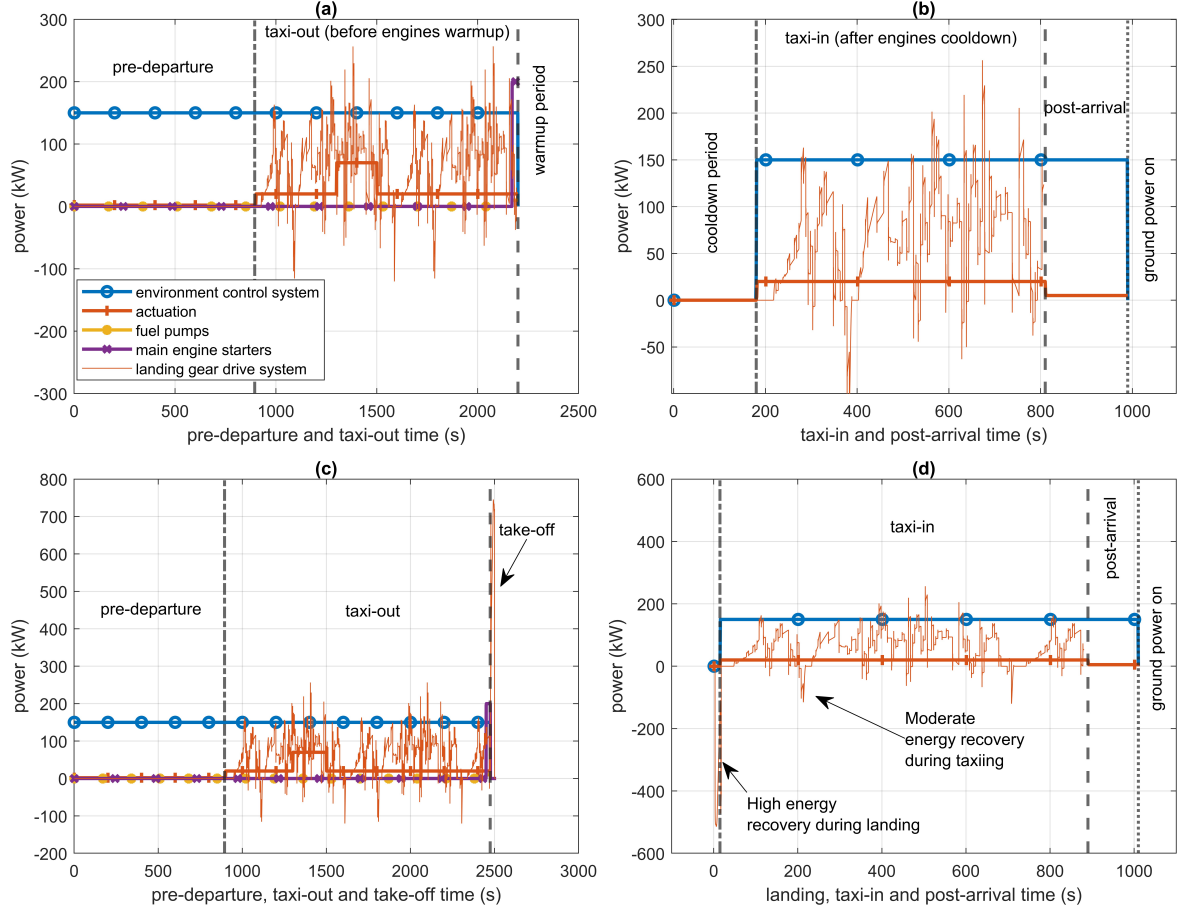 (a)
taxi-out (before engines warmup)
pre-departure
warmup period
power (kW)
300
200
100
0
-100
-200
-300
environment control system
actuation
fuel pumps
main engine starters
landing gear drive system
0
500
1000
1500
2000
2500
pre-departure and taxi-out time (s)
(b)
taxi-in (after engines cooldown)
post-arrival
cooldown period
ground power on
power (kW)
300
250
200
150
100
50
0
-50
0
200
400
600
800
1000
taxi-in and post-arrival time (s)
(c)
take-off
pre-departure
taxi-out
power (kW)
800
700
600
500
400
300
200
100
0
-100
-200
0
500
1000
1500
2000
2500
3000
pre-departure, taxi-out and take-off time (s)
(d)
taxi-in
post-arrival
ground power on
power (kW)
600
400
200
0
-200
-400
-600
Moderate
energy recovery
during taxiing
High energy
recovery during landing
0
200
400
600
800
1000
landing, taxi-in and post-arrival time (s)